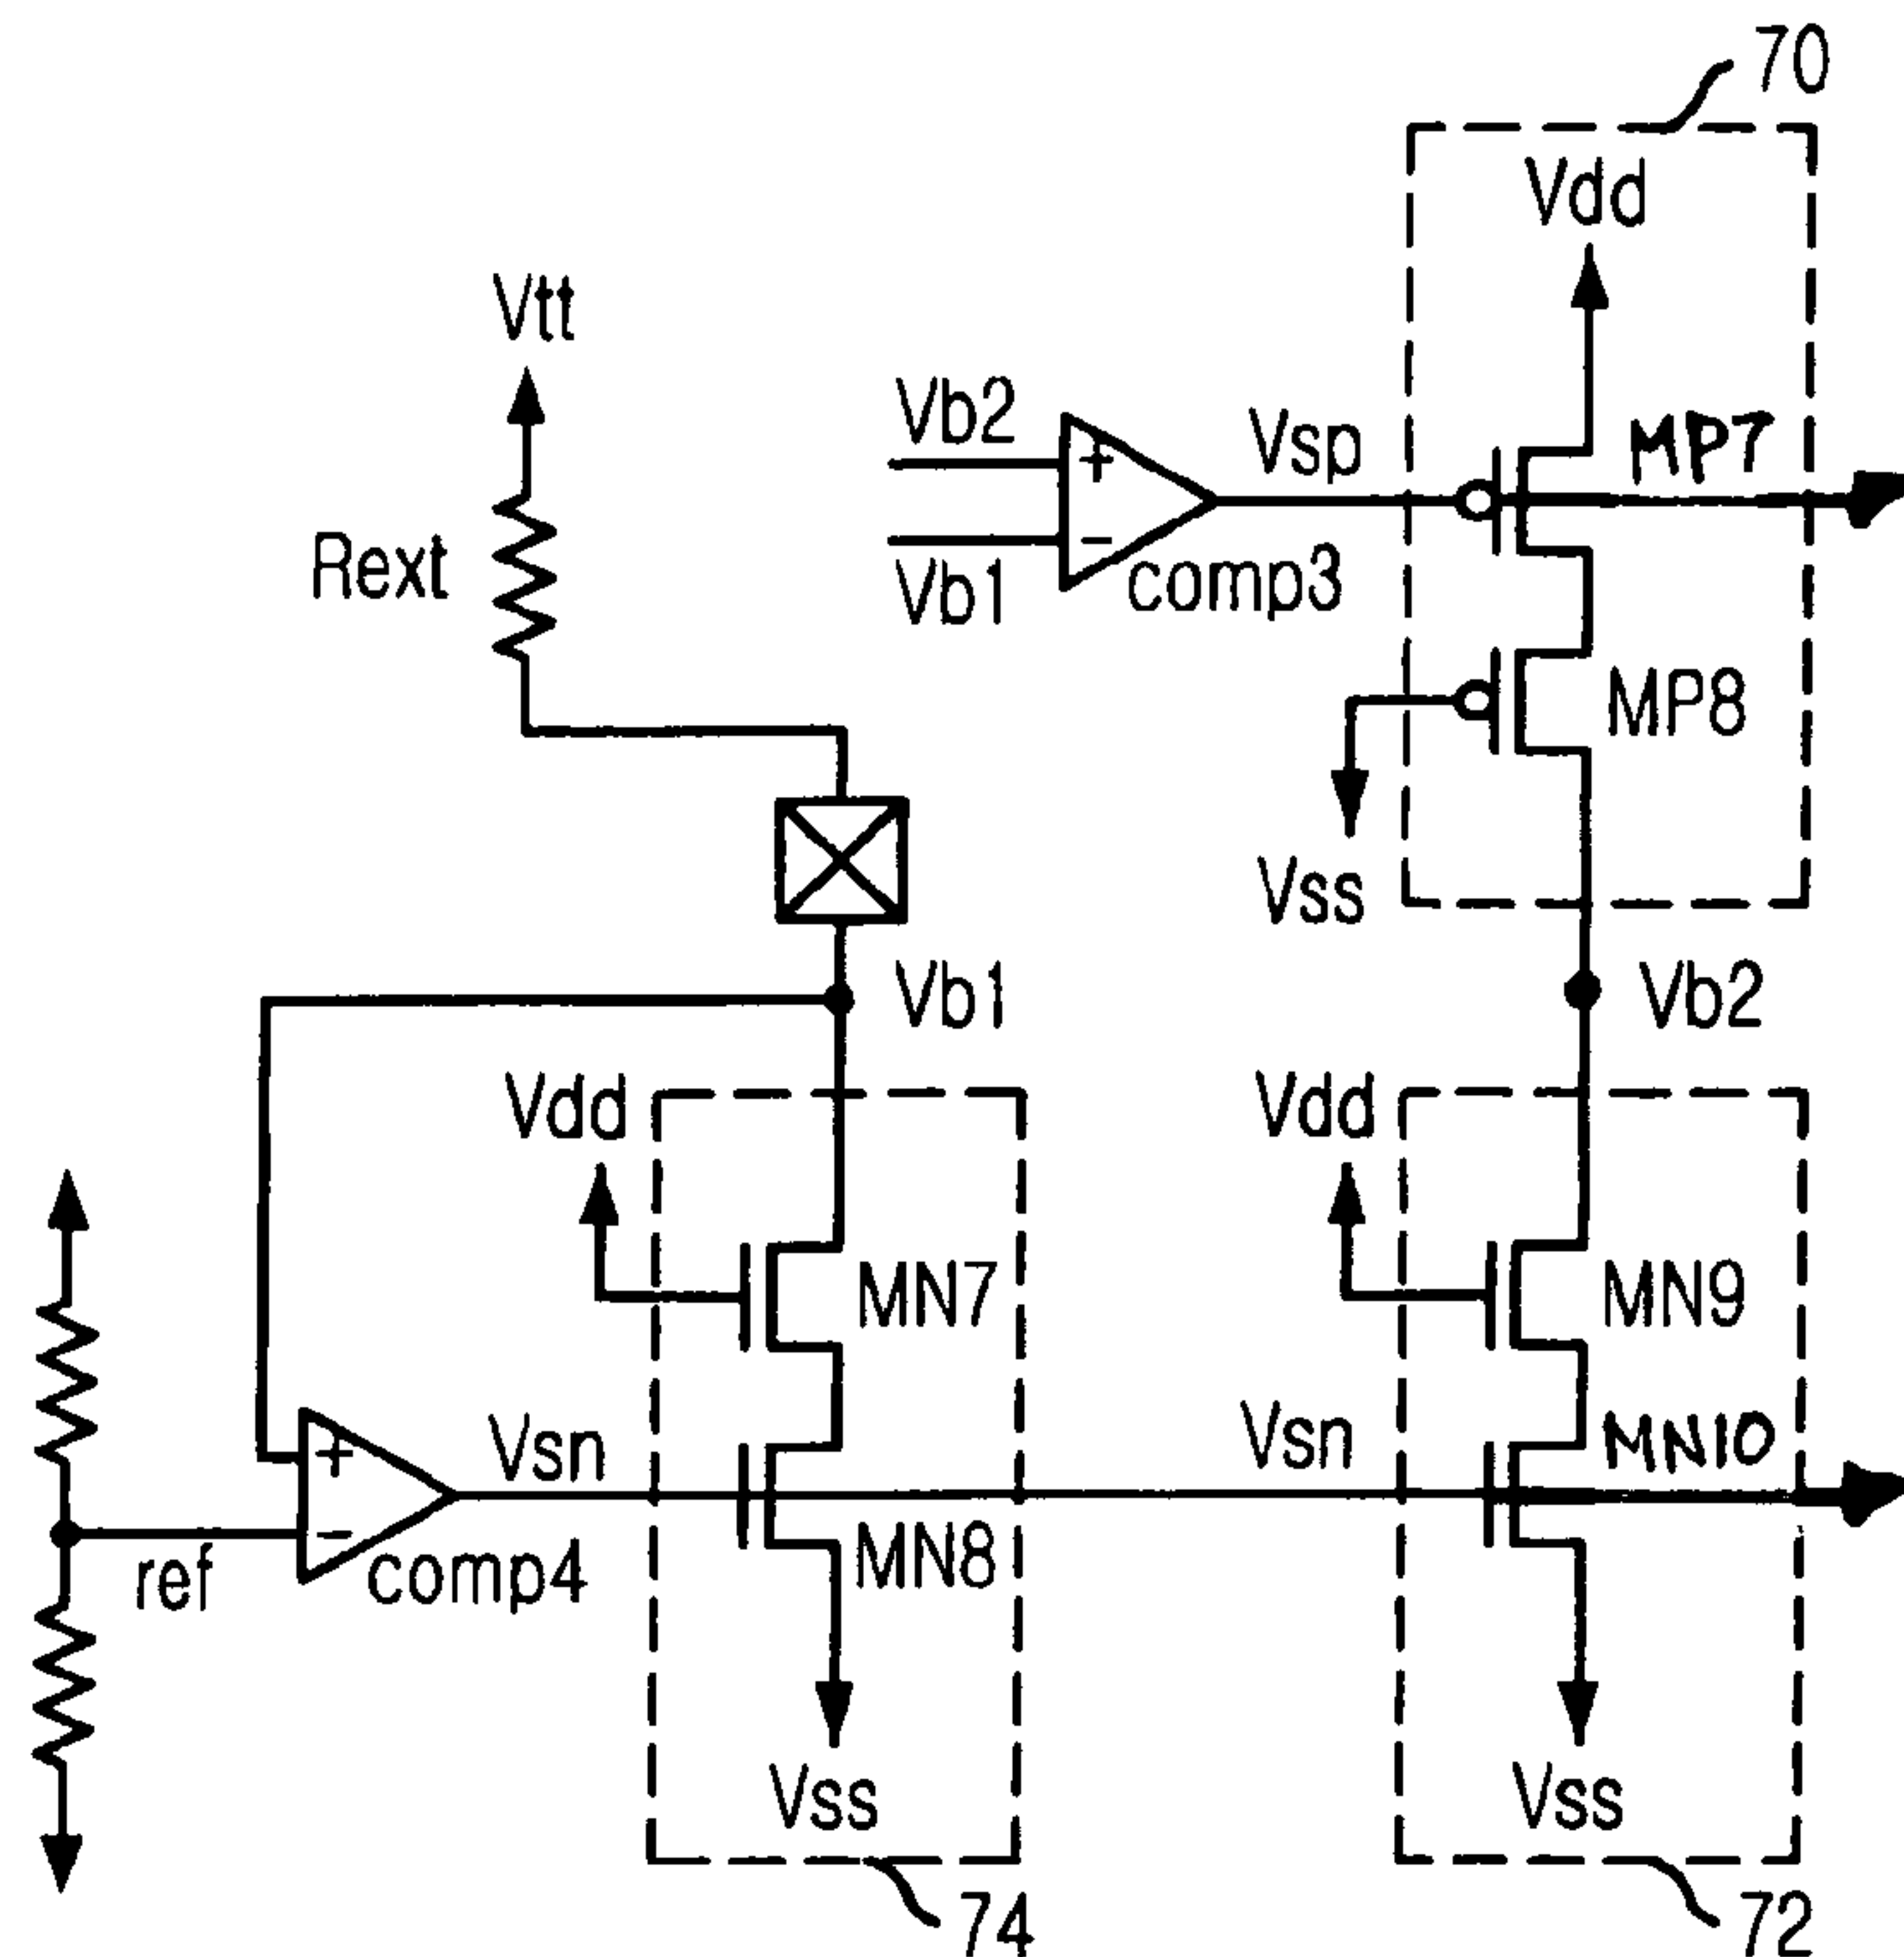 70
Vdd
Vtt
Vb2
Vsp
MP7
+
Rext
-
Vb1
comp3
MP8
Vss
Vb1
Vb2
Vdd
Vdd
MN7
MN9
Vsn
Vsn
MN10
+
-
ref
comp4
MN8
Vss
Vss
74
72